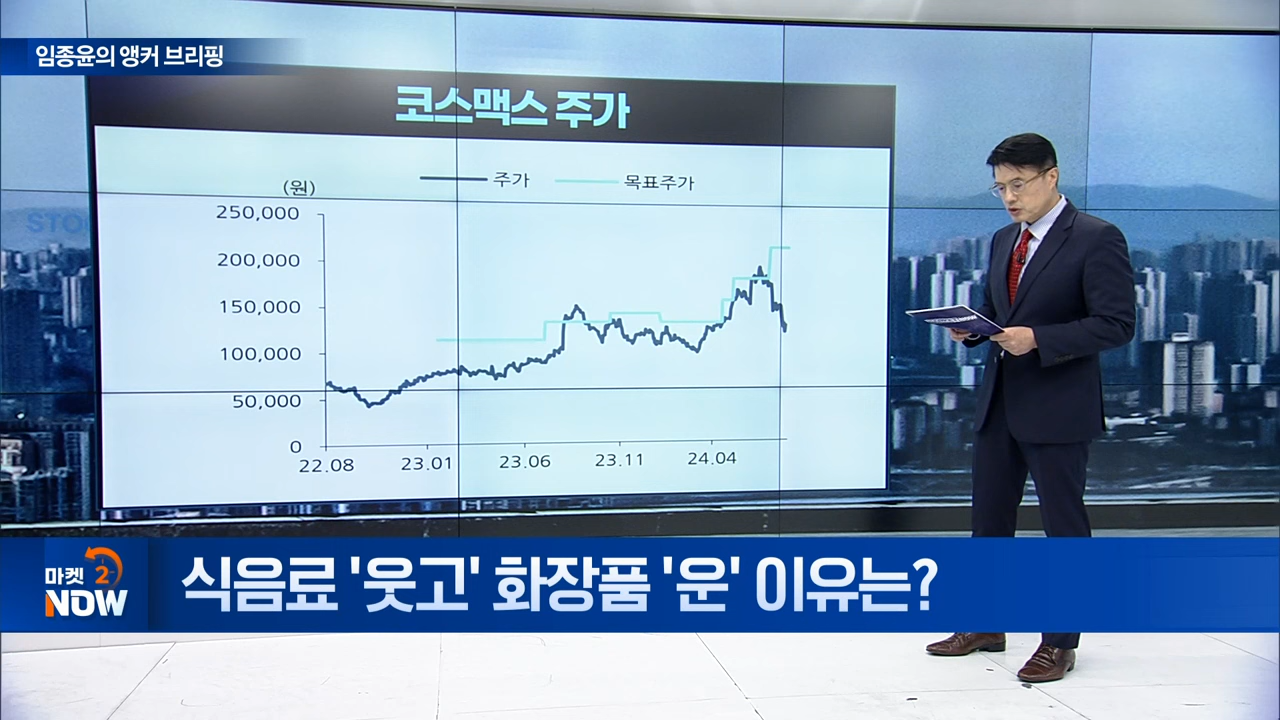 임종윤의 앵커 브리핑
코스맥스 주가
주가 목표주가
(원)
250,000
200,000
150,000
100,000
50,000
0
22.08 23.01 23.06 23.11 24.04
마켓 2
NOW
식음료 '웃고' 화장품 '운' 이유는?